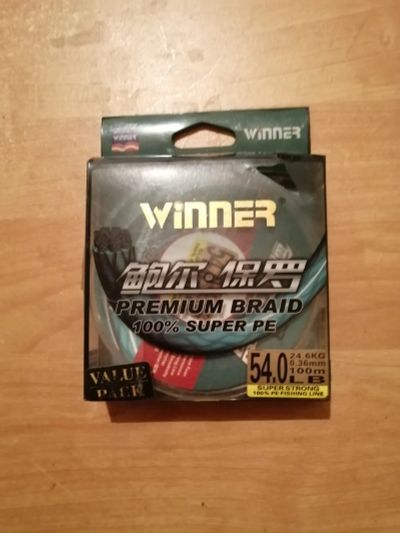 WINNER
WINNER
鲍尔·保罗
PREMIUM BRAID
100% SUPER PE
VALUE PACK
54.0 LB
24.6KG
0.36mm
100m
SUPER STRONG
100% PE FISHING LINE